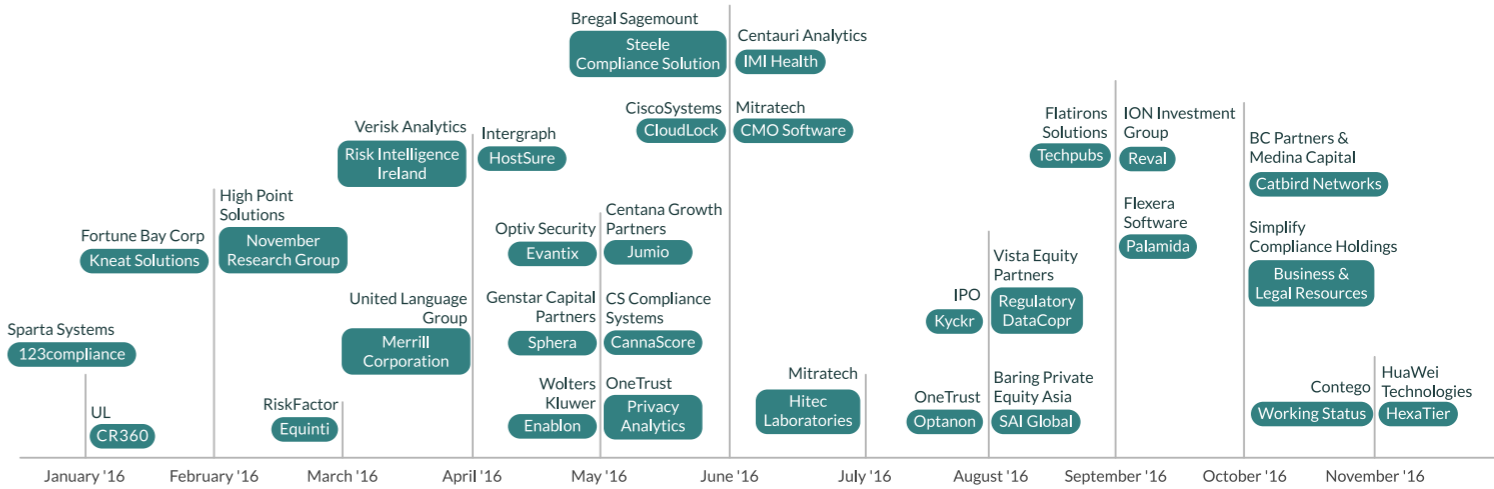 Sparta Systems
123compliance
UL
CR360
January '16
Fortune Bay Corp
Kneat Solutions
High Point
Solutions
November
Research Group
February '16
RiskFactor
Equinti
March '16
Verisk Analytics
Risk Intelligence
Ireland
Intergraph
HostSure
United Language
Group
Merrill
Corporation
April '16
Optiv Security
Evantix
Centana Growth
Partners
Jumio
Genstar Capital
Partners
Sphera
CS Compliance
Systems
CannaScore
Wolters
Kluwer
Enablon
OneTrust
Privacy
Analytics
May '16
Bregal Sagemount
Steele
Compliance Solution
Centauri Analytics
IMI Health
CiscoSystems
CloudLock
Mitratech
CMO Software
June '16
Mitratech
Hitec
Laboratories
July '16
IPO
Kyckr
Vista Equity
Partners
Regulatory
DataCopr
OneTrust
Optanon
Baring Private
Equity Asia
SAI Global
August '16
Flatirons
Solutions
Techpubs
ION Investment
Group
Reval
Flexera
Software
Palamida
September '16
BC Partners &
Medina Capital
Catbird Networks
Simplify
Compliance Holdings
Business &
Legal Resources
October '16
Contego
Working Status
HuaWei
Technologies
HexaTier
November '16